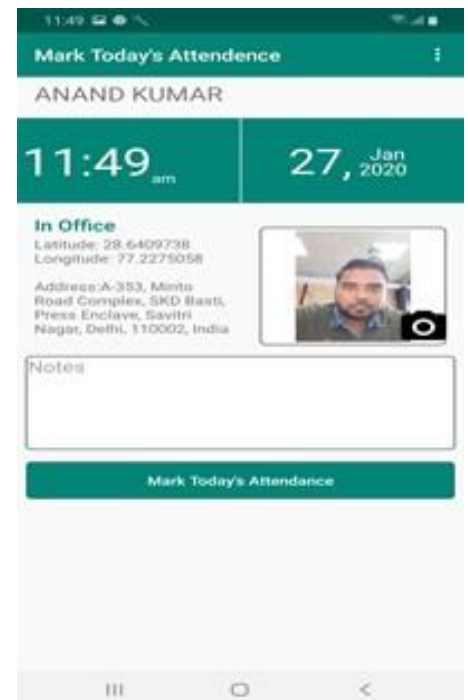 11:49
Mark Today's Attendence
ANAND KUMAR
11:49 am
27, Jan 2020
In Office
Latitude: 28.6409738
Longitude: 77.2275058
Address:A-353, Minto
Road Complex, SKD Basti,
Press Enclave, Savitri
Nagar, Delhi, 110002, India
Notes
Mark Today's Attendance